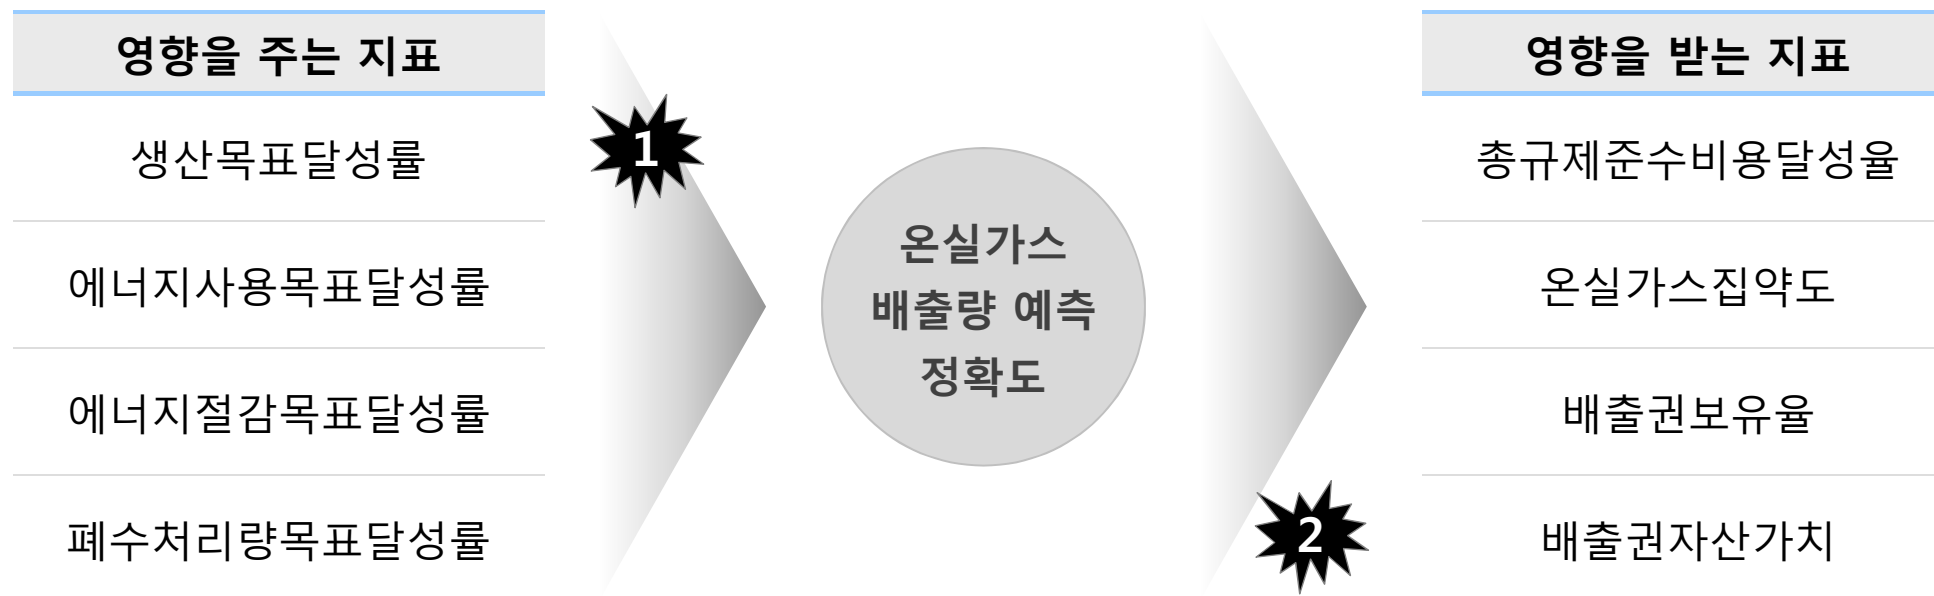 영향을 주는 지표
생산목표달성률
에너지사용목표달성률
에너지절감목표달성률
폐수처리량목표달성률
1
온실가스
배출량 예측
정확도
2
영향을 받는 지표
총규제준수비용달성율
온실가스집약도
배출권보유율
배출권자산가치